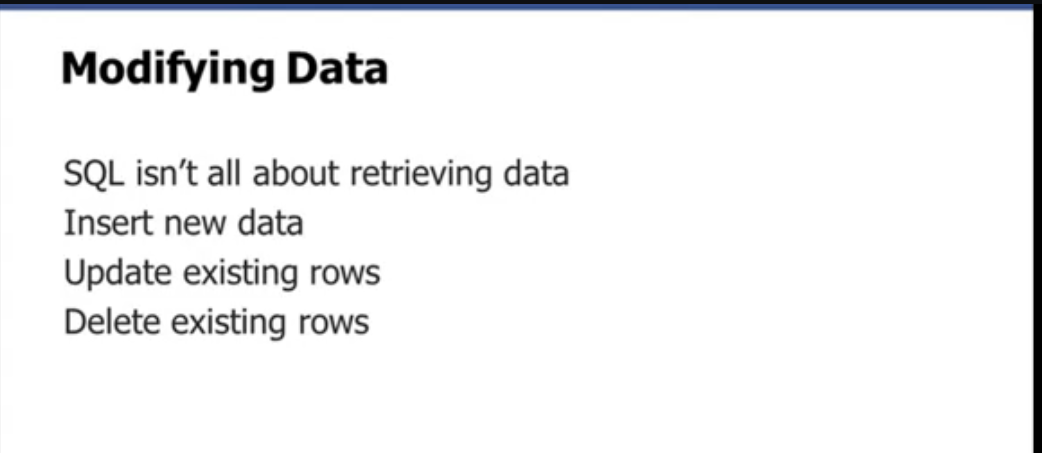 Modifying Data
SQL isn’t all about retrieving data
Insert new data
Update existing rows
Delete existing rows